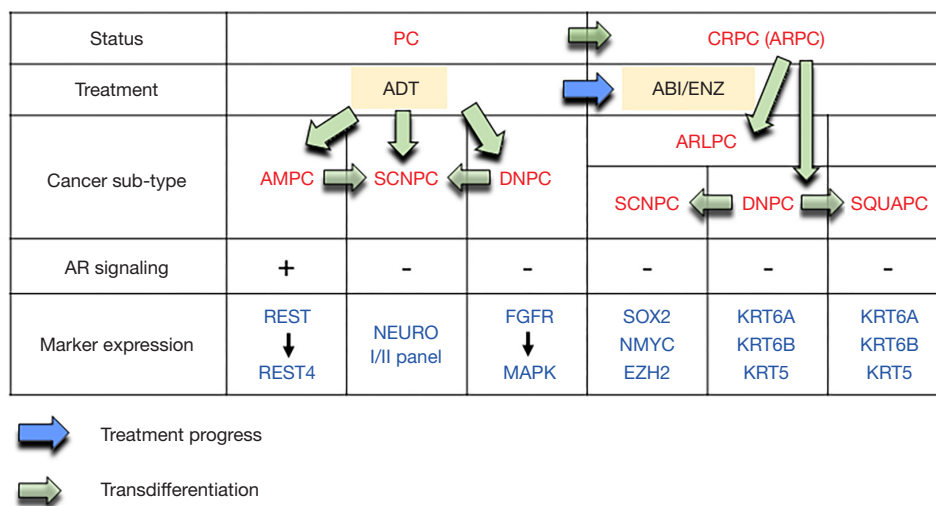 Status
PC
CRPC (ARPC)
Treatment
ADT
ABI/ENZ
Cancer sub-type
AMPC
SCNPC
DNPC
ARLPC
SCNPC
DNPC
SQUAPC
AR signaling
+
-
-
-
-
-
Marker expression
REST
REST4
NEURO
I/II panel
FGFR
MAPK
SOX2
NMYC
EZH2
KRT6A
KRT6B
KRT5
KRT6A
KRT6B
KRT5
Treatment progress
Transdifferentiation